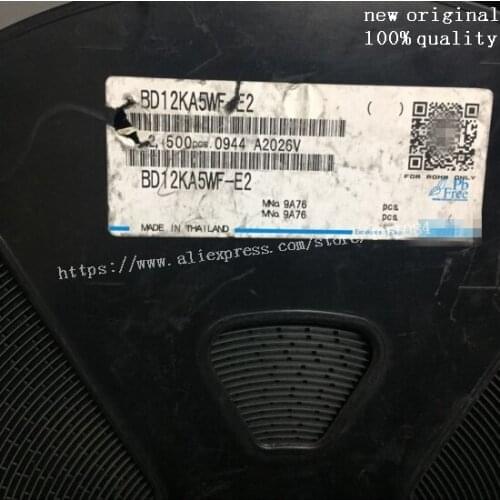 new original
100% quality
BD12KA5WF-E2 ( )
2,500pcs.0944 A2026V
BD12KA5WF-E2
FOR ROHM ONLY
Pb
Free
MNo 9A76 pcs
MNo 9A76 pcs
MADE IN THAILAND
https://www.aliexpress.com/store/